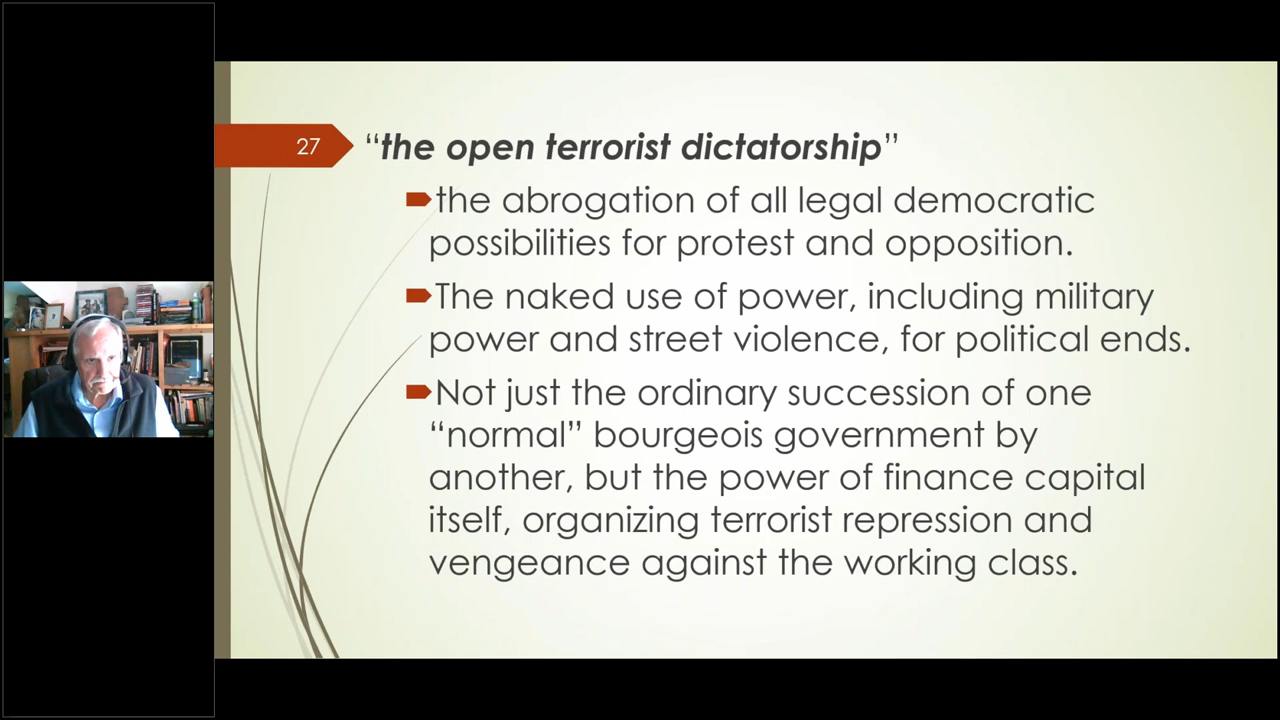 27
“the open terrorist dictatorship”
the abrogation of all legal democratic
possibilities for protest and opposition.
The naked use of power, including military
power and street violence, for political ends.
Not just the ordinary succession of one
“normal” bourgeois government by
another, but the power of finance capital
itself, organizing terrorist repression and
vengeance against the working class.